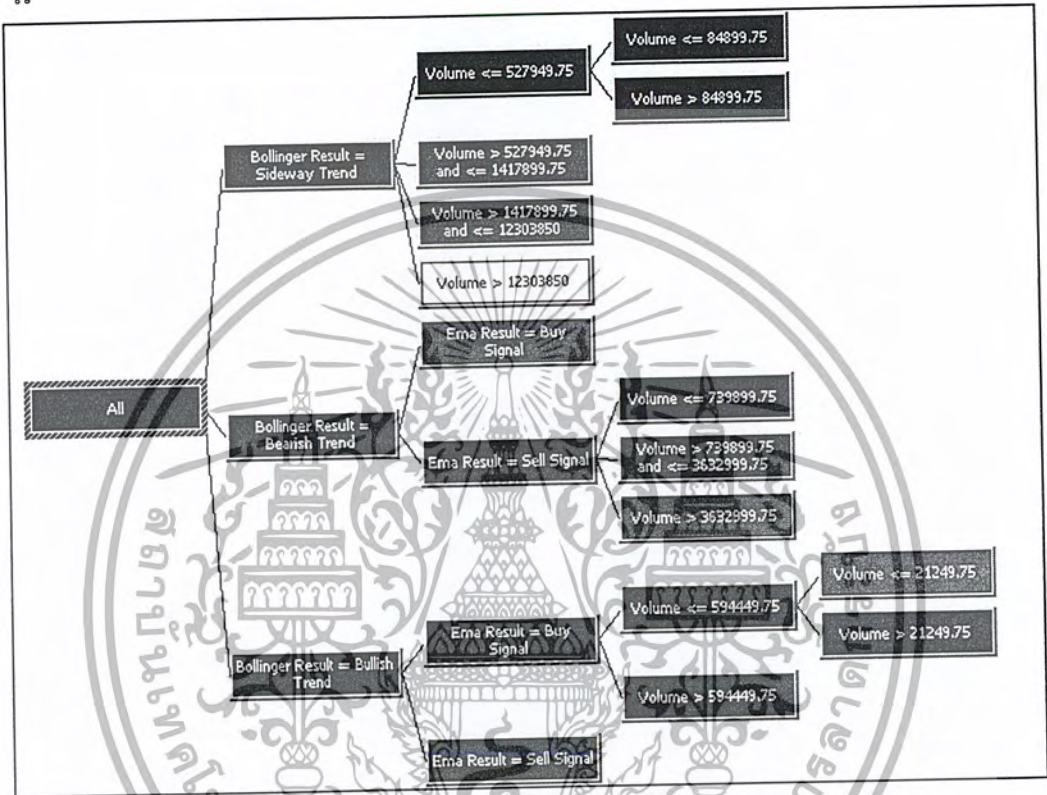 Volume <= 84899.75
Volume <= 527949.75
Volume > 84899.75
Bollinger Result =
Sideway Trend
Volume > 527949.75
and <= 1417899.75
Volume > 1417899.75
and <= 12303850
Volume > 12303850
Ema Result = Buy
Signal
All
Bollinger Result =
Bearish Trend
Volume <= 739899.75
Ema Result = Sell Signal
Volume > 739899.75
and <= 3632999.75
Volume > 3632999.75
Bollinger Result = Bullish
Trend
Ema Result = Buy
Signal
Volume <= 594449.75
Volume <= 21249.75
Volume > 21249.75
Volume > 594449.75
Ema Result = Sell Signal